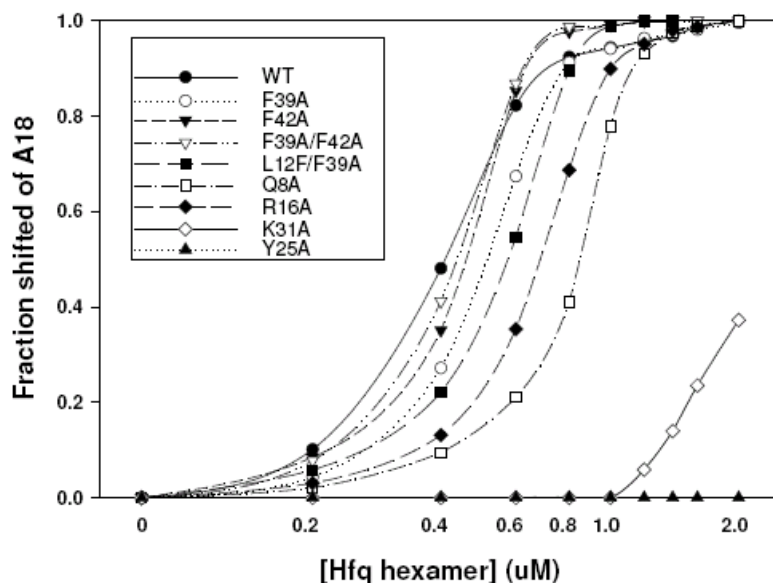 Fraction shifted of A18
1.0
0.8
0.6
0.4
0.2
0.0
WT
F39A
F42A
F39A/F42A
L12F/F39A
Q8A
R16A
K31A
Y25A
0 0.2 0.4 0.6 0.8 1.0 2.0
[Hfq hexamer] (uM)